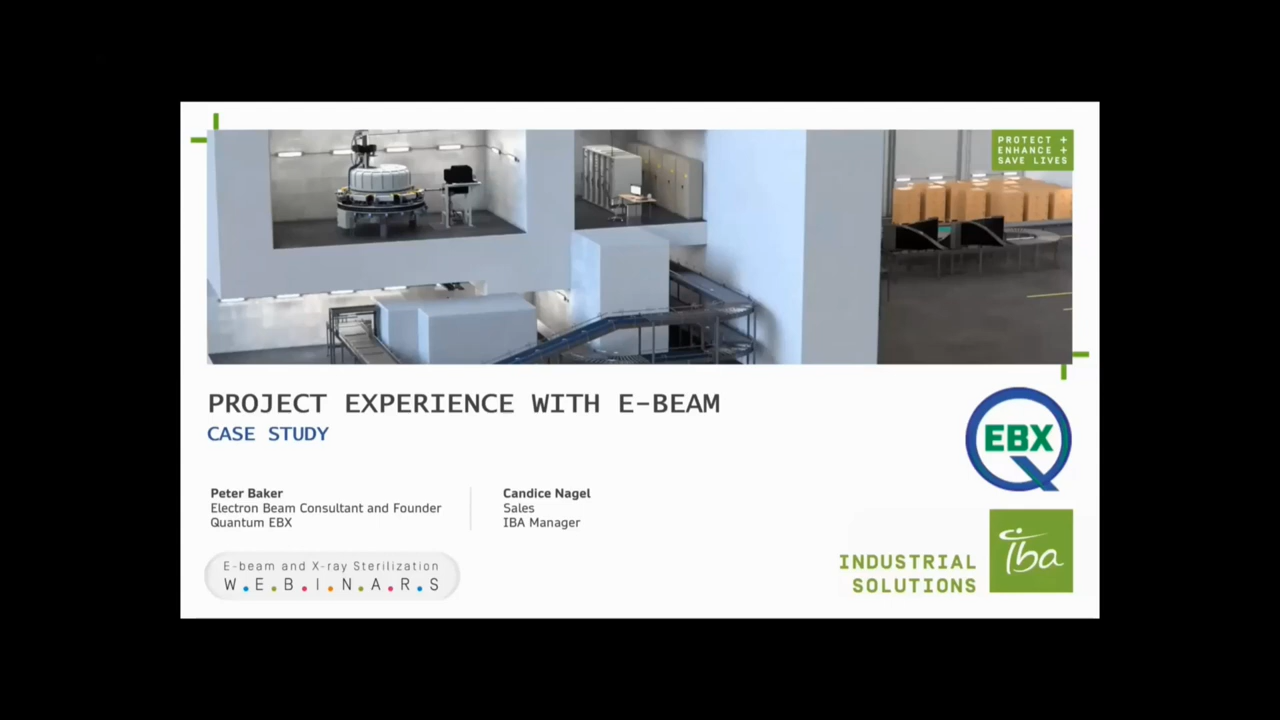 PROTECT +
ENHANCE +
SAVE LIVES
PROJECT EXPERIENCE WITH E-BEAM
CASE STUDY
EBX
Peter Baker
Electron Beam Consultant and Founder
Quantum EBX
Candice Nagel
Sales
IBA Manager
E-beam and X-ray Sterilization
W.E.B.I.N.A.R.S
INDUSTRIAL
SOLUTIONS
iba